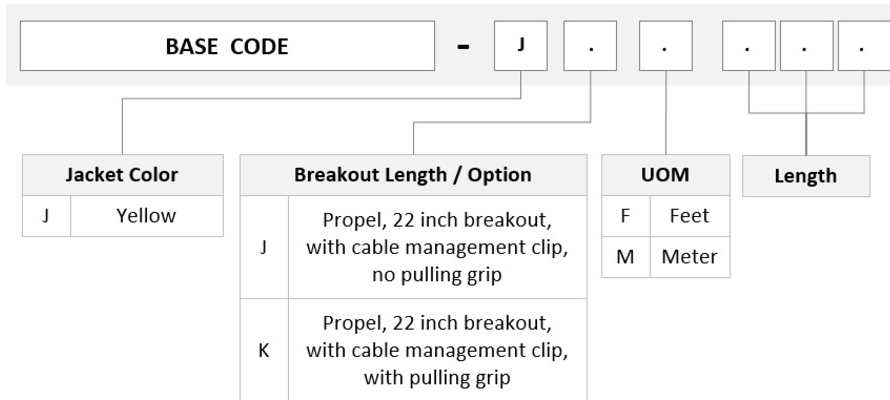 BASE CODE - J . . . . .
Jacket Color
J Yellow
Breakout Length / Option
J Propel, 22 inch breakout,
with cable management clip,
no pulling grip
K Propel, 22 inch breakout,
with cable management clip,
with pulling grip
UOM
F Feet
M Meter
Length